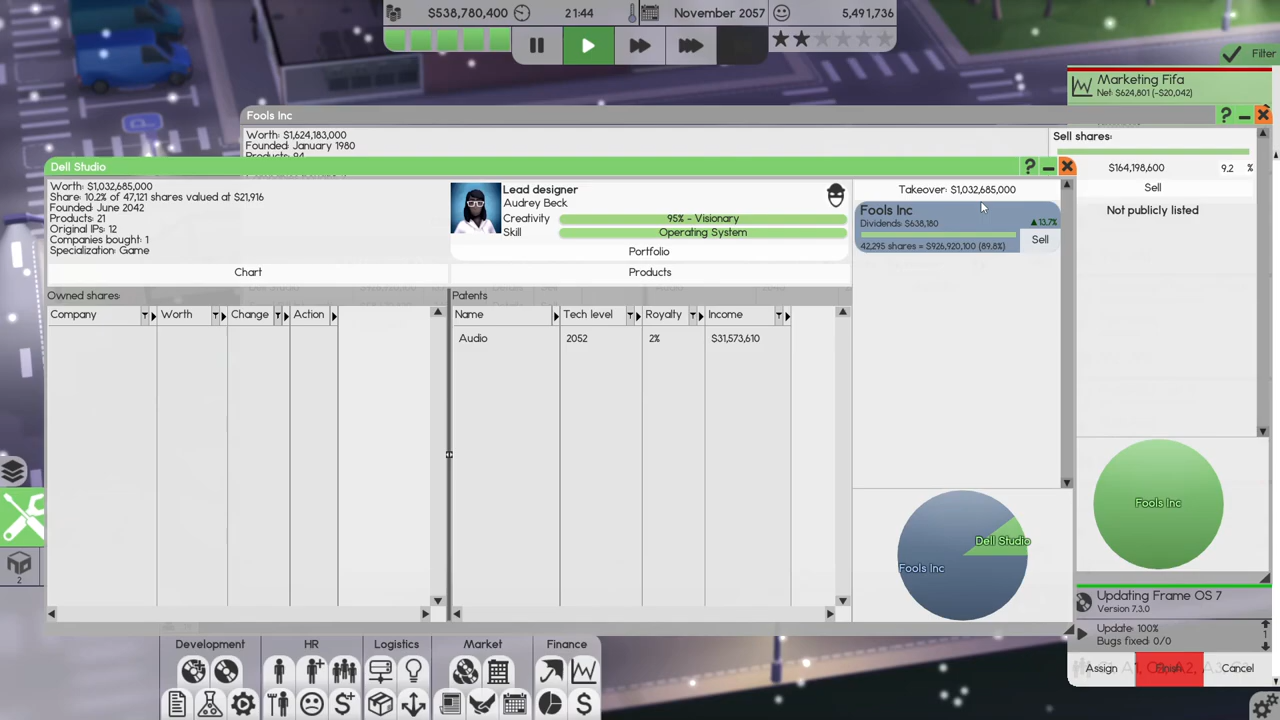 $538,780,400
21:44
November 2057
5,491,736
Filter
Marketing Fifa
Net: $624,801 (-$20,042)
Fools Inc
Worth: $1,624,183,000
Founded: January 1980
Sell shares:
$164,198,600
9.2 %
Sell
Not publicly listed
Dell Studio
Worth: $1,032,685,000
Share: 10.2% of 47,121 shares valued at $21,916
Founded: June 2042
Products: 21
Original IPs: 12
Companies bought: 1
Specialization: Game
Lead designer
Audrey Beck
Creativity
95% - Visionary
Skill
Operating System
Portfolio
Chart
Products
Takeover: $1,032,685,000
Fools Inc
Dividends: $638,180
13.7%
42,295 shares = $926,920,100 (89.8%)
Sell
Owned shares:
Company
Worth
Change
Action
Patents
Name
Tech level
Royalty
Income
Audio
2052
2%
$31,573,610
Dell Studio
Fools Inc
Fools Inc
Updating Frame OS 7
Version 7.3.0
Update: 100%
Bugs fixed: 0/0
1
Assign
Finish
Cancel
2
Development
HR
Logistics
Market
Finance